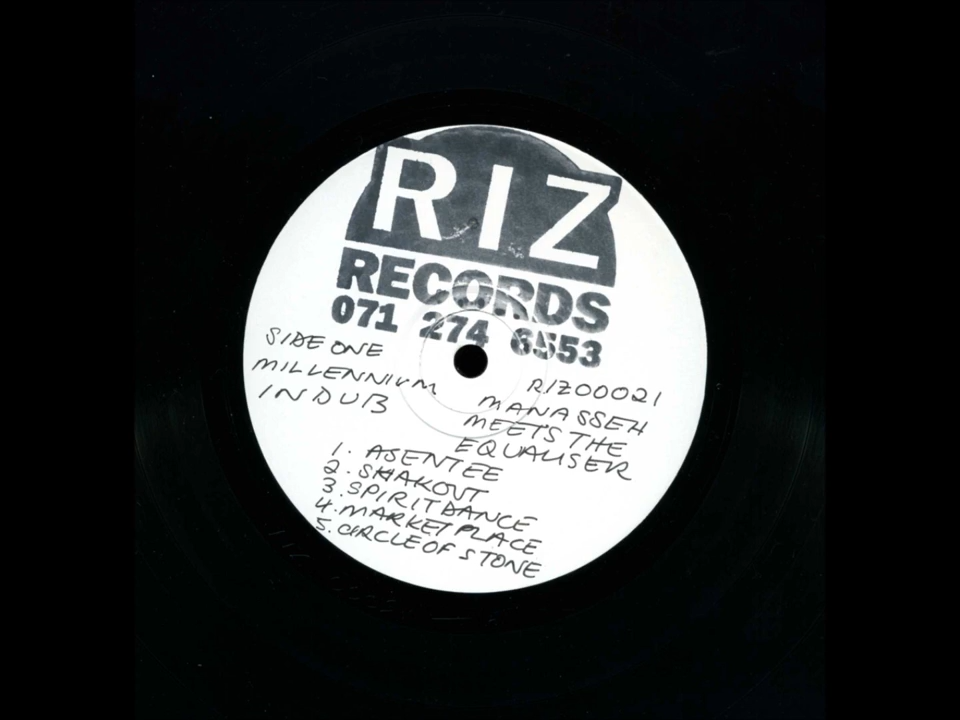 RIZ
RECORDS
071 274 6553
SIDE ONE
MILLENNIUM
IN DUB
RIZ00021
MANASSEH
MEETS THE
EQUALISER
1. ASENTEE
2. SHAKOUT
3. SPIRIT DANCE
4. MARKET PLACE
5. CIRCLE OF STONE